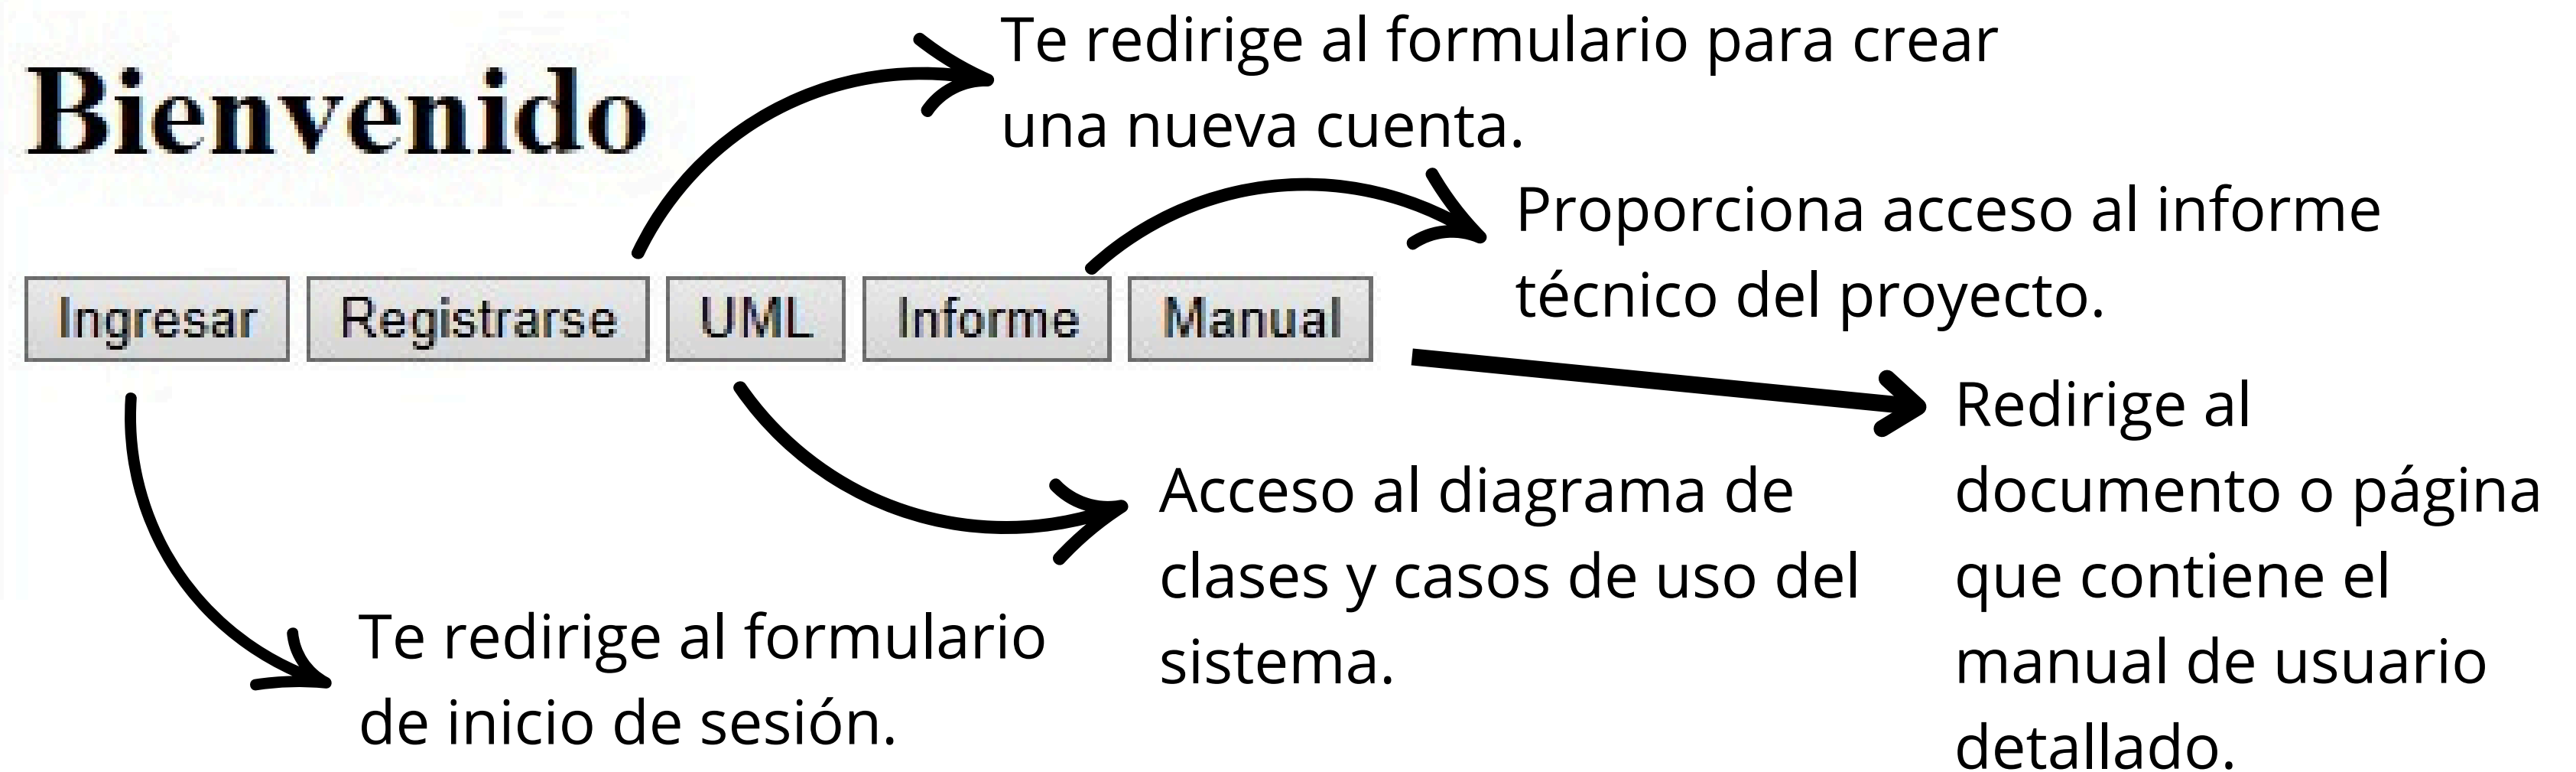 Bienvenido
Ingresar Registrarse UML Informe Manual
Te redirige al formulario para crear
una nueva cuenta.
Proporciona acceso al informe
técnico del proyecto.
Redirige al
documento o página
que contiene el
manual de usuario
detallado.
Acceso al diagrama de
clases y casos de uso del
sistema.
Te redirige al formulario
de inicio de sesión.